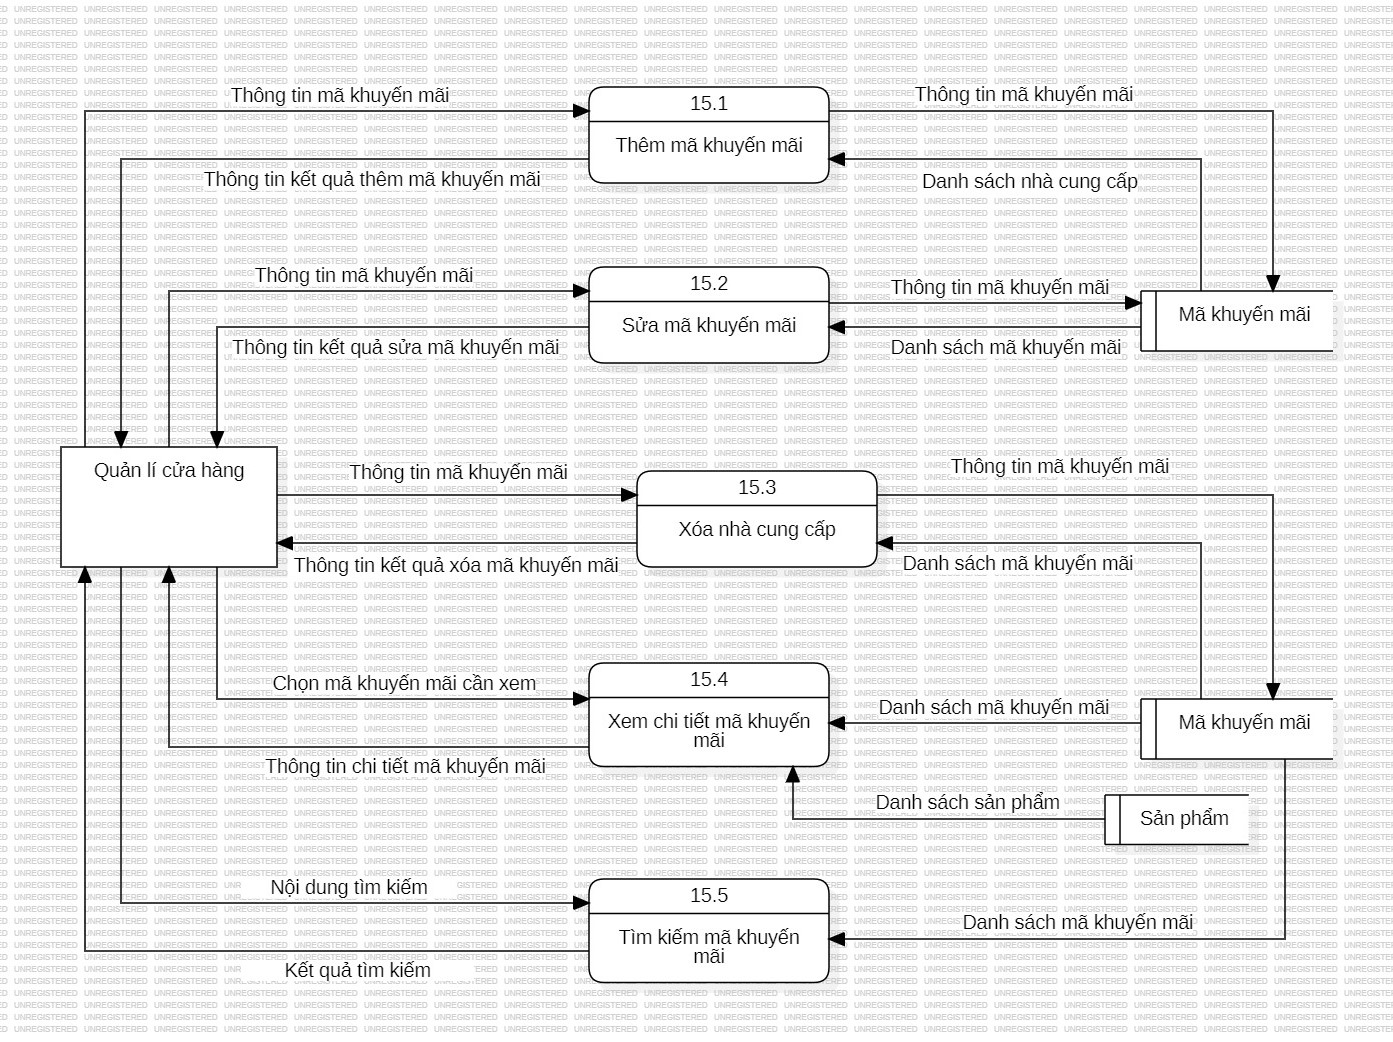 Thông tin mã khuyến mãi
15.1
Thêm mã khuyến mãi
Thông tin mã khuyến mãi
Thông tin kết quả thêm mã khuyến mãi
Danh sách nhà cung cấp
Thông tin mã khuyến mãi
15.2
Sửa mã khuyến mãi
Thông tin mã khuyến mãi
Mã khuyến mãi
Thông tin kết quả sửa mã khuyến mãi
Danh sách mã khuyến mãi
Quản lí cửa hàng
Thông tin mã khuyến mãi
15.3
Xóa nhà cung cấp
Thông tin mã khuyến mãi
Thông tin kết quả xóa mã khuyến mãi
Danh sách mã khuyến mãi
Chọn mã khuyến mãi cần xem
15.4
Xem chi tiết mã khuyến
mãi
Danh sách mã khuyến mãi
Mã khuyến mãi
Thông tin chi tiết mã khuyến mãi
Danh sách sản phẩm
Sản phẩm
Nội dung tìm kiếm
15.5
Tìm kiếm mã khuyến
mãi
Danh sách mã khuyến mãi
Kết quả tìm kiếm
UNREGISTERED